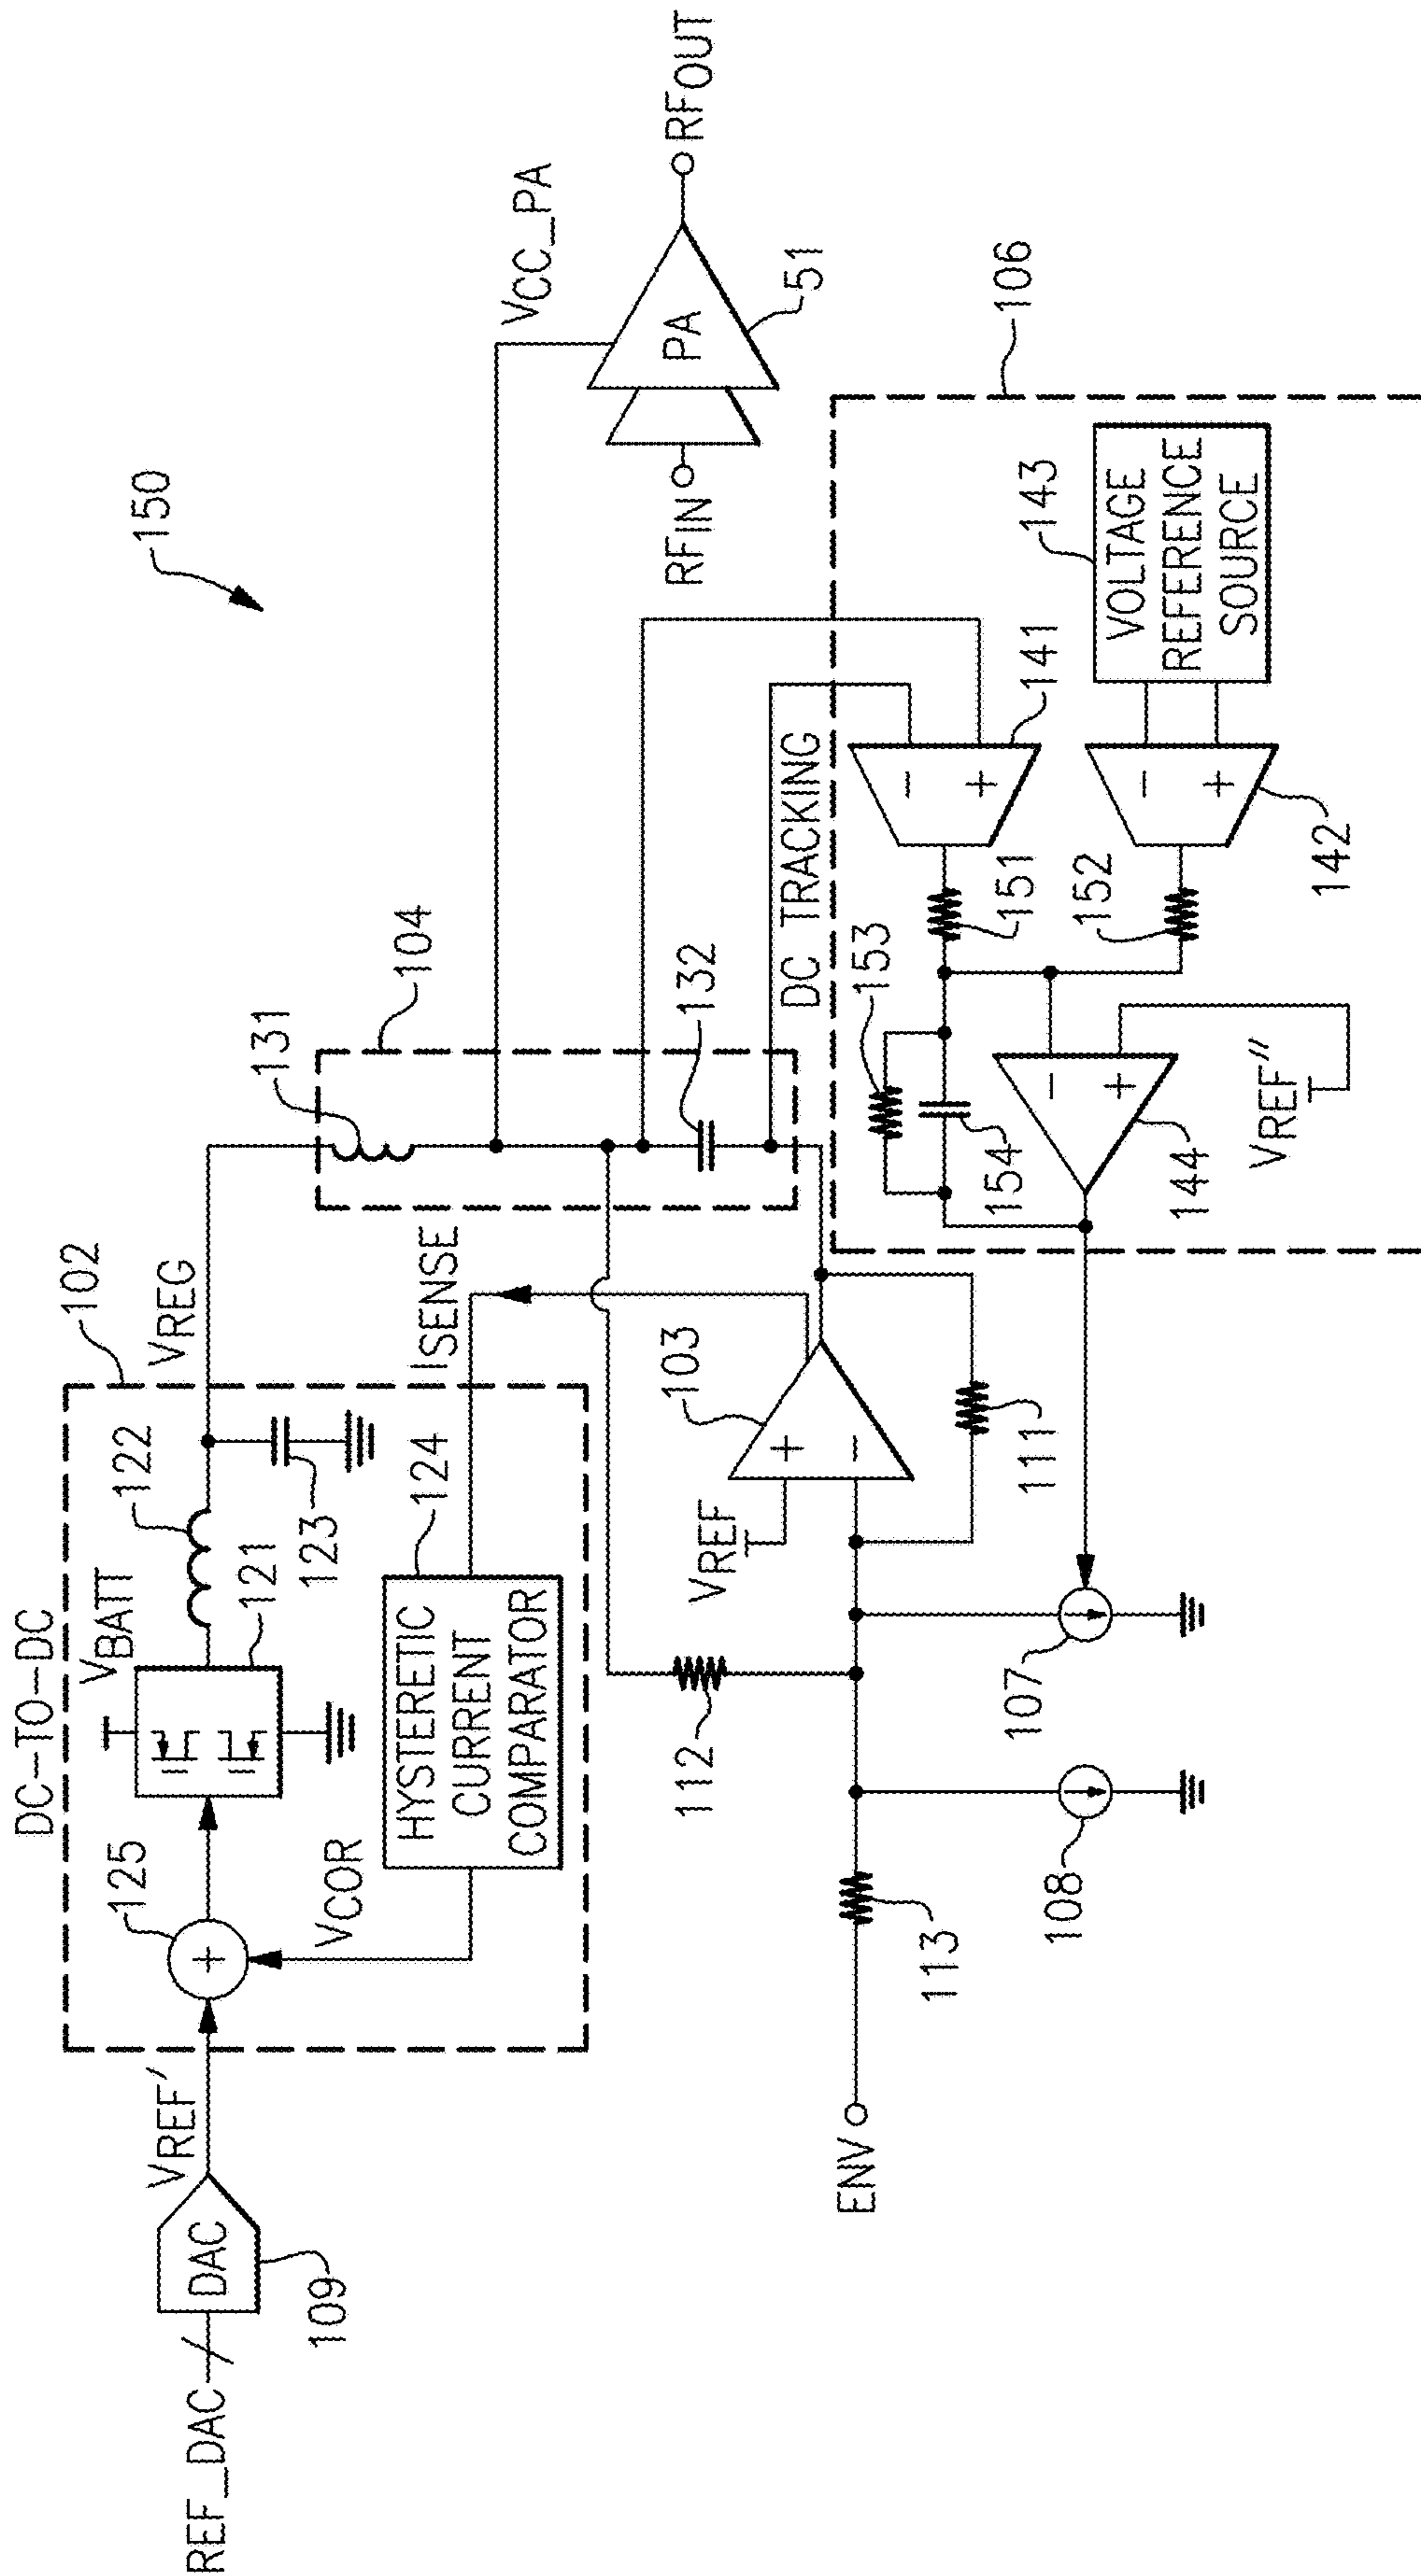 150
DC-TO-DC
102
REF_DAC
DAC
109
VREF'
125
VBATT
121
122
123
VREG
VCOR
HYSTERETIC
CURRENT
COMPARATOR
124
ISENSE
131
104
132
VCC_PA
RFIN
PA
51
RFOUT
ENV
113
112
108
107
VREF
103
111
DC TRACKING
106
153
154
151
152
141
142
143
VOLTAGE
REFERENCE
SOURCE
144
VREF''
+
+
-
-
+
-
+
-
+